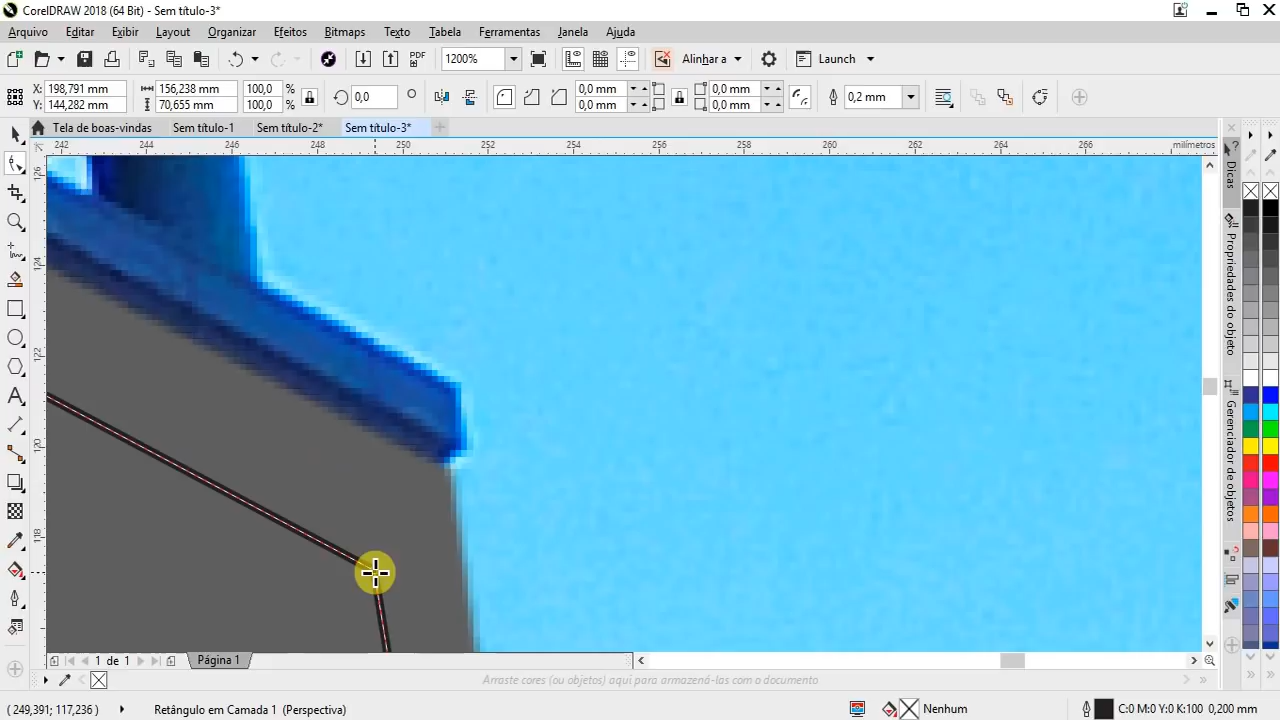 CorelDRAW 2018 (64 Bit) - Sem título-3*
Arquivo Editar Exibir Layout Organizar Efeitos Bitmaps Texto Tabela Ferramentas Janela Ajuda
PDF 1200% Alinhar a Launch
X: 198,791 mm 156,238 mm 100,0 % 0,0 0,0 mm 0,0 mm 0,2 mm
Y: 144,282 mm 70,655 mm 100,0 % 0,0 mm 0,0 mm
Tela de boas-vindas Sem título-1 Sem título-2* Sem título-3*
242 244 246 248 250 252 254 256 258 260 262 264 266 milímetros
126
124
122
120
118
Dicas
Propriedades do objeto
Gerenciador de objetos
1 de 1 Página 1
Arraste cores (ou objetos) aqui para armazená-las com o documento
( 249,391; 117,236 ) Retângulo em Camada 1 (Perspectiva) Nenhum C:0 M:0 Y:0 K:100 0,200 mm